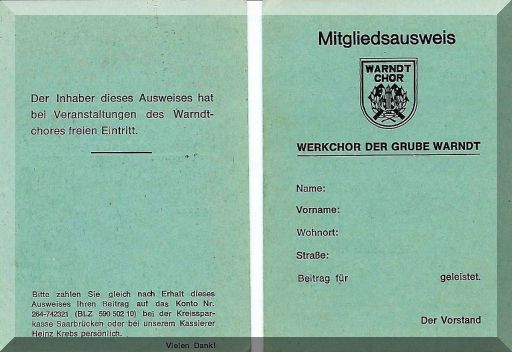 Der Inhaber dieses Ausweises hat
bei Veranstaltungen des Warndt-
chores freien Eintritt.
Bitte zahlen Sie gleich nach Erhalt dieses
Ausweises Ihren Beitrag auf das Konto Nr.
264-742321 (BLZ 590 502 10) bei der Kreisspar-
kasse Saarbrücken oder bei unserem Kassierer
Heinz Krebs persönlich.
Vielen Dank!
Mitgliedsausweis
WARNDT
CHOR
WERKCHOR DER GRUBE WARNDT
Name:
Vorname:
Wohnort:
Straße:
Beitrag für geleistet.
Der Vorstand